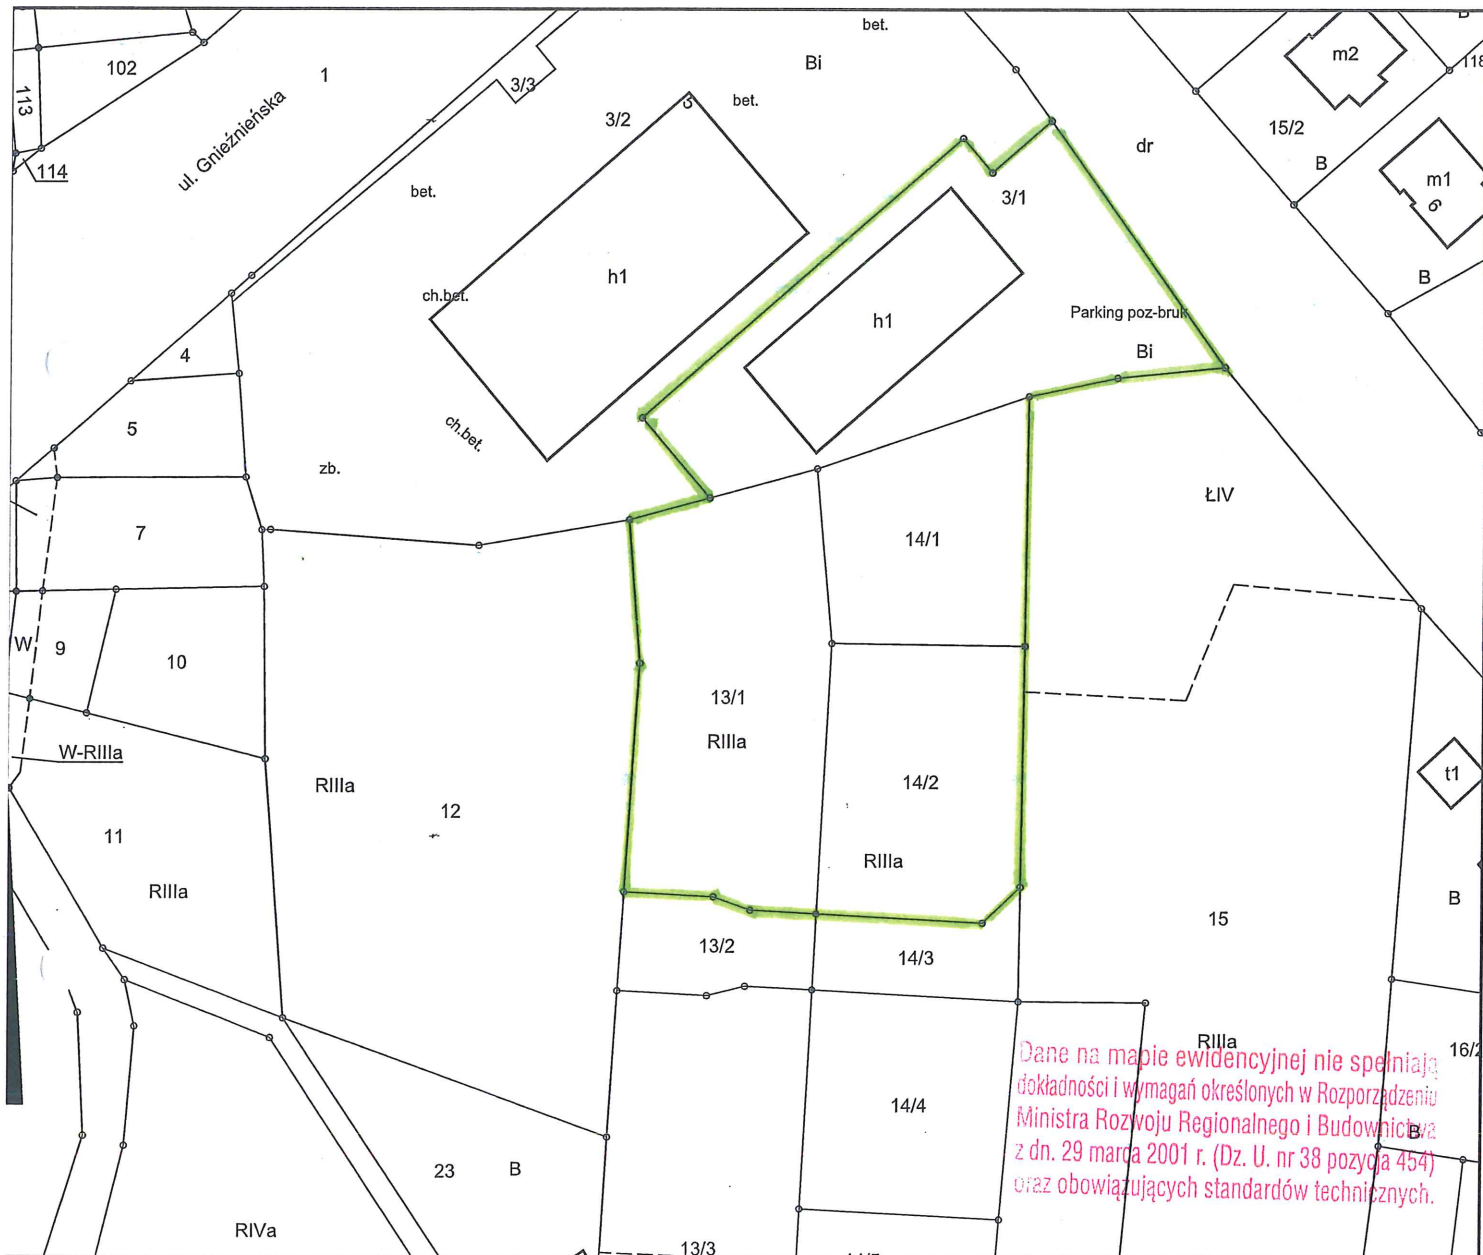 bet.
102
1
Bi
m2
113
3/3
3
bet.
3/2
15/2
dr
B
114
ul. Gnieźnieńska
m1
6
bet.
3/1
h1
B
ch.bet.
h1
Parking poz-bruk
Bi
4
5
ch.bet.
zb.
ŁIV
7
14/1
W
9
10
13/1
RIIIa
W-RIIIa
RIIIa
12
14/2
t1
11
RIIIa
RIIIa
B
15
13/2
14/3
RIIIa
Dane na mapie ewidencyjnej nie spełniają
dokładności i wymagań określonych w Rozporządzeniu
Ministra Rozwoju Regionalnego i Budownictwa
z dn. 29 marca 2001 r. (Dz. U. nr 38 pozycja 454)
oraz obowiązujących standardów technicznych.
16/2
14/4
B
23
B
RIVa
13/3